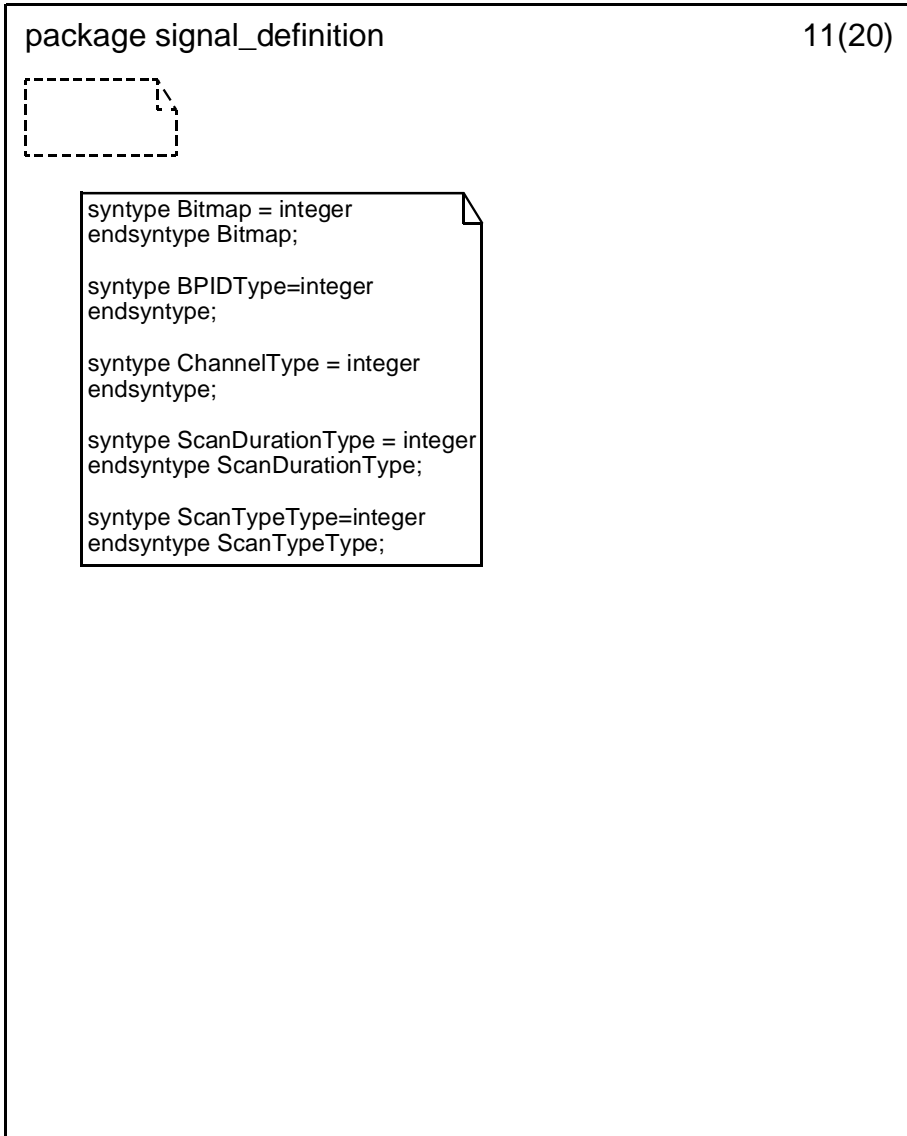 package signal_definition 11(20)
syntype Bitmap = integer
endsyntype Bitmap;
syntype BPIDType=integer
endsyntype;
syntype ChannelType = integer
endsyntype;
syntype ScanDurationType = integer
endsyntype ScanDurationType;
syntype ScanTypeType=integer
endsyntype ScanTypeType;